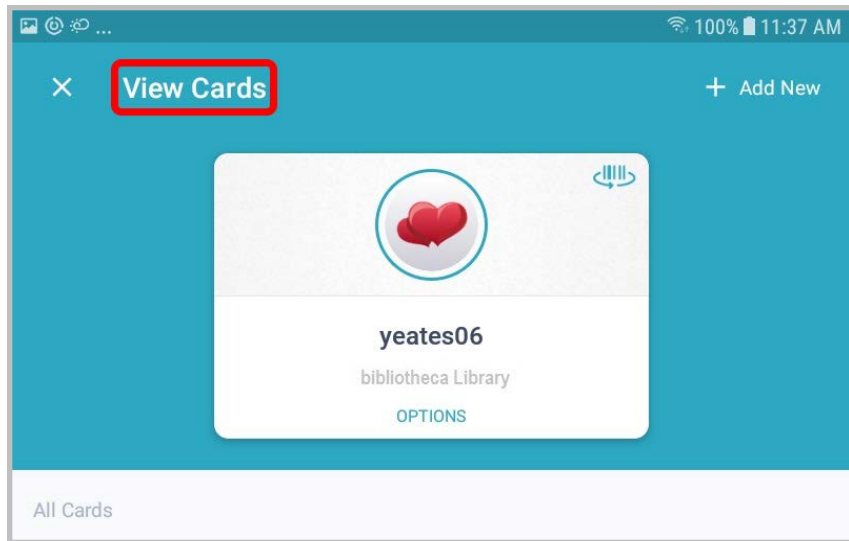 ... 100% 11:37 AM
View Cards + Add New
yeates06
bibliotheca Library
OPTIONS
All Cards